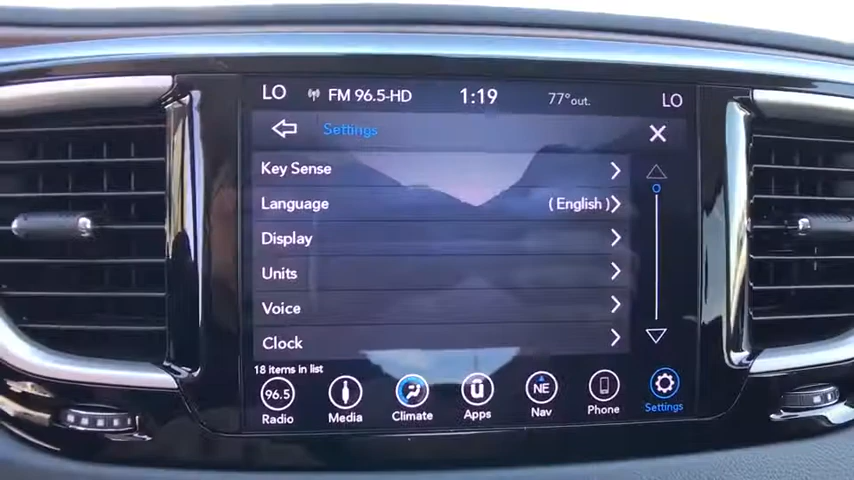 LO FM 96.5-HD 1:19 77°out. LO
Settings
Key Sense
Language (English)
Display
Units
Voice
Clock
18 items in list
96.5 NE
Radio Media Climate Apps Nav Phone Settings